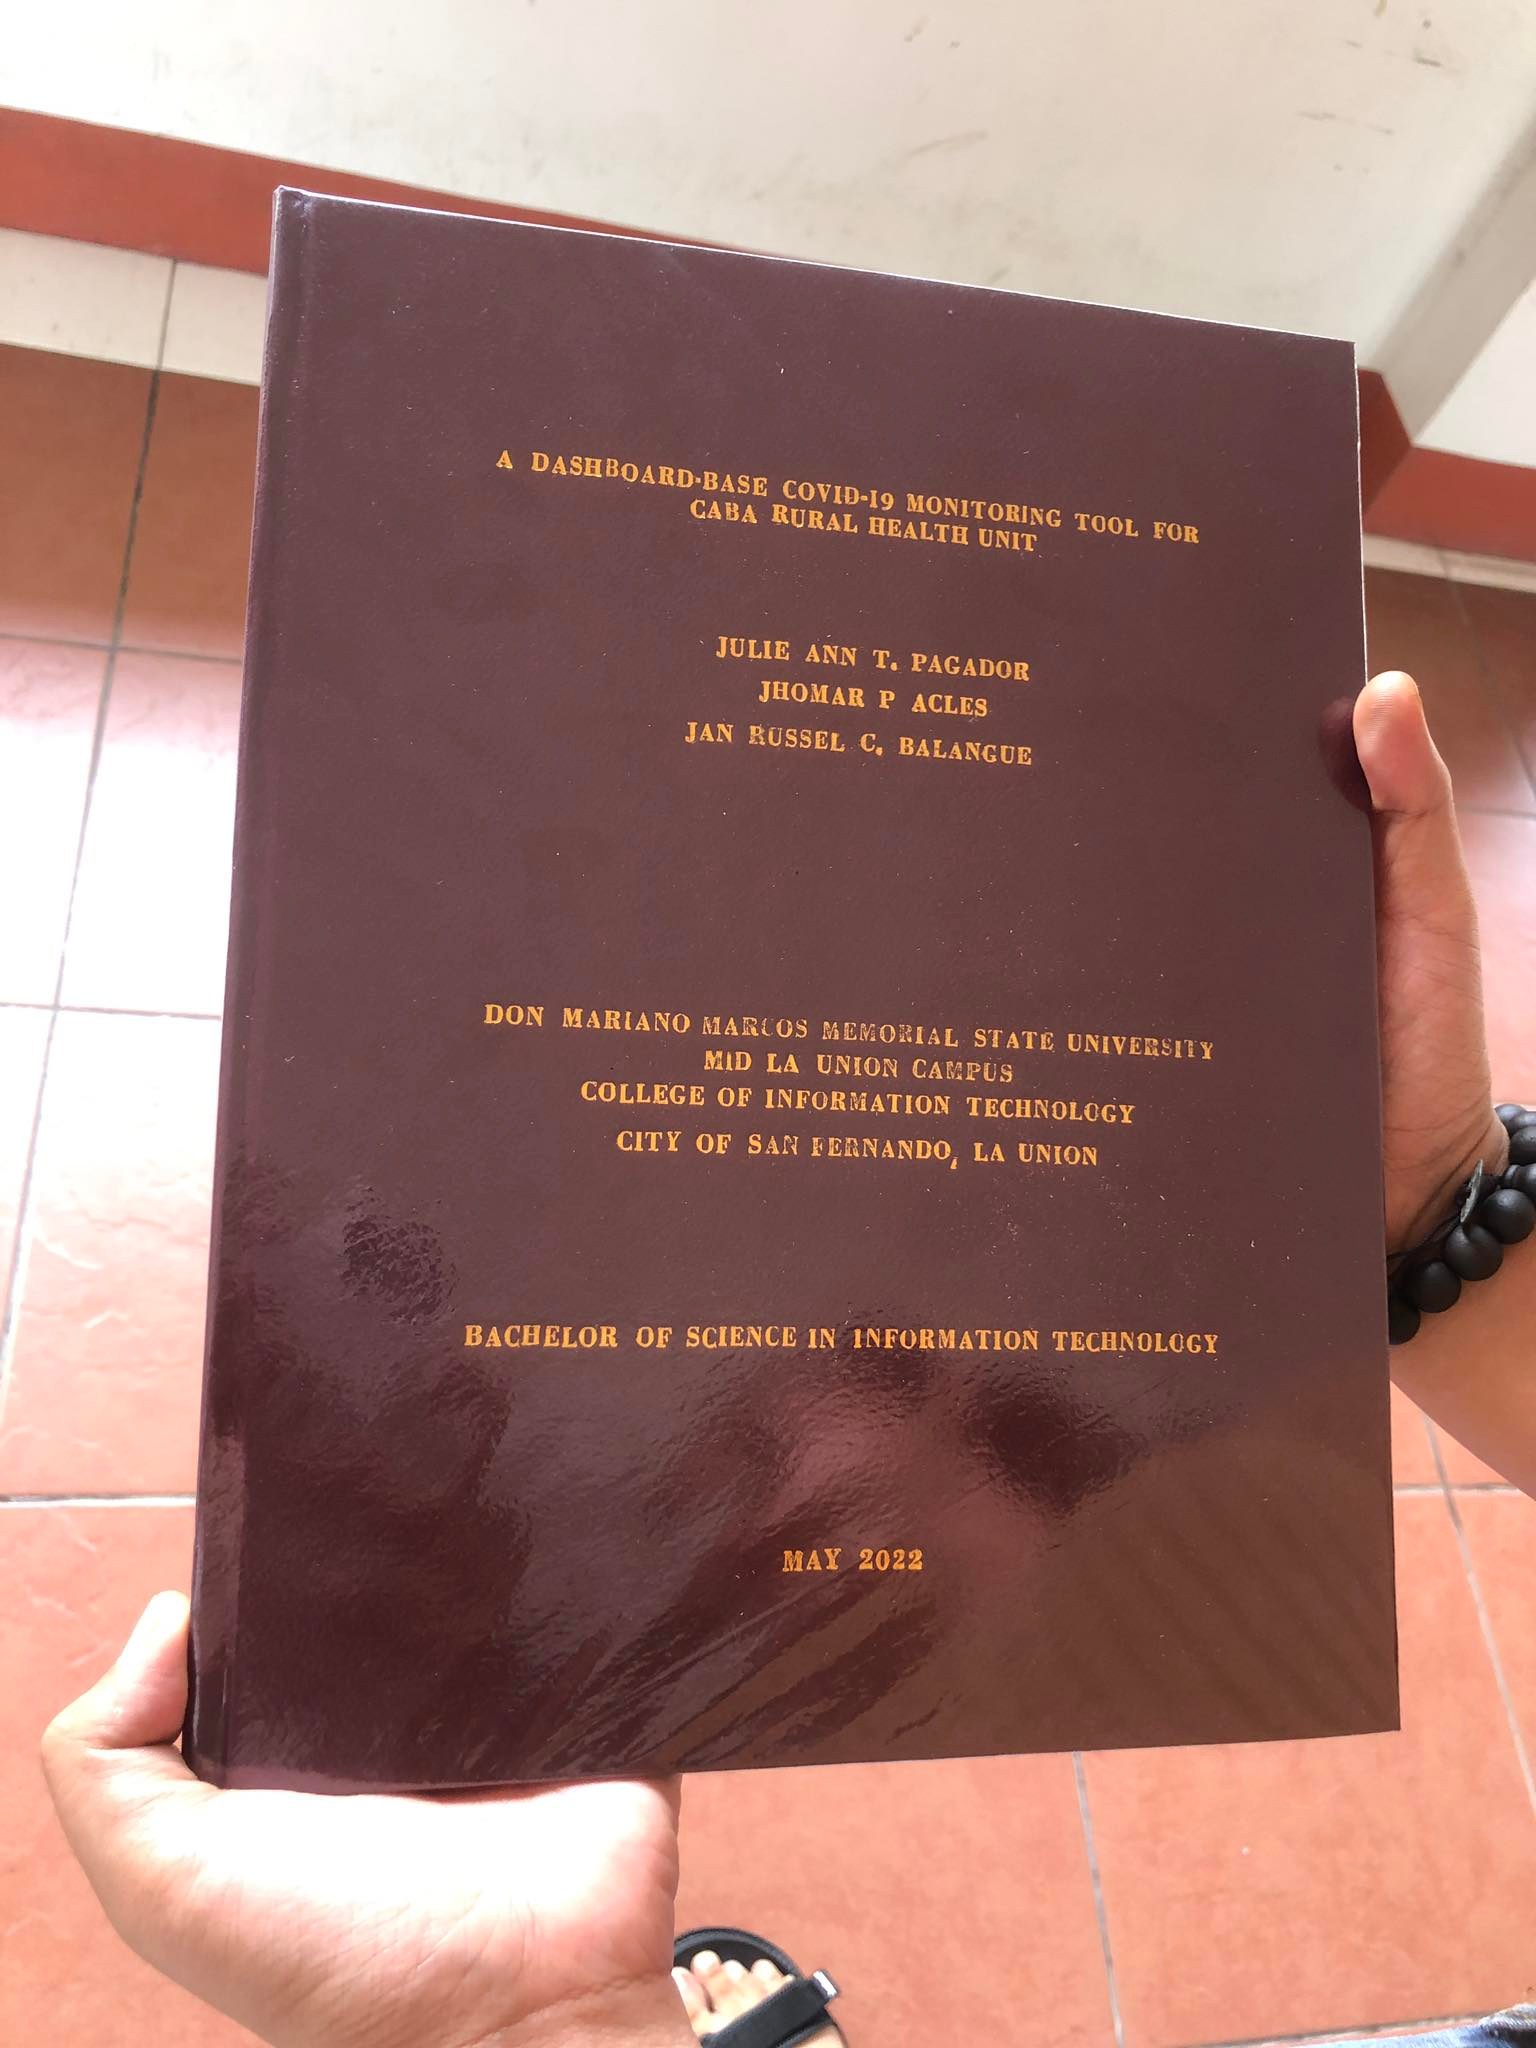 A DASHBOARD-BASE COVID-19 MONITORING TOOL FOR
CABA RURAL HEALTH UNIT
JULIE ANN T. PAGADOR
JHOMAR P ACLES
JAN RUSSEL C. BALANGUE
DON MARIANO MARCOS MEMORIAL STATE UNIVERSITY
MID LA UNION CAMPUS
COLLEGE OF INFORMATION TECHNOLOGY
CITY OF SAN FERNANDO, LA UNION
BACHELOR OF SCIENCE IN INFORMATION TECHNOLOGY
MAY 2022